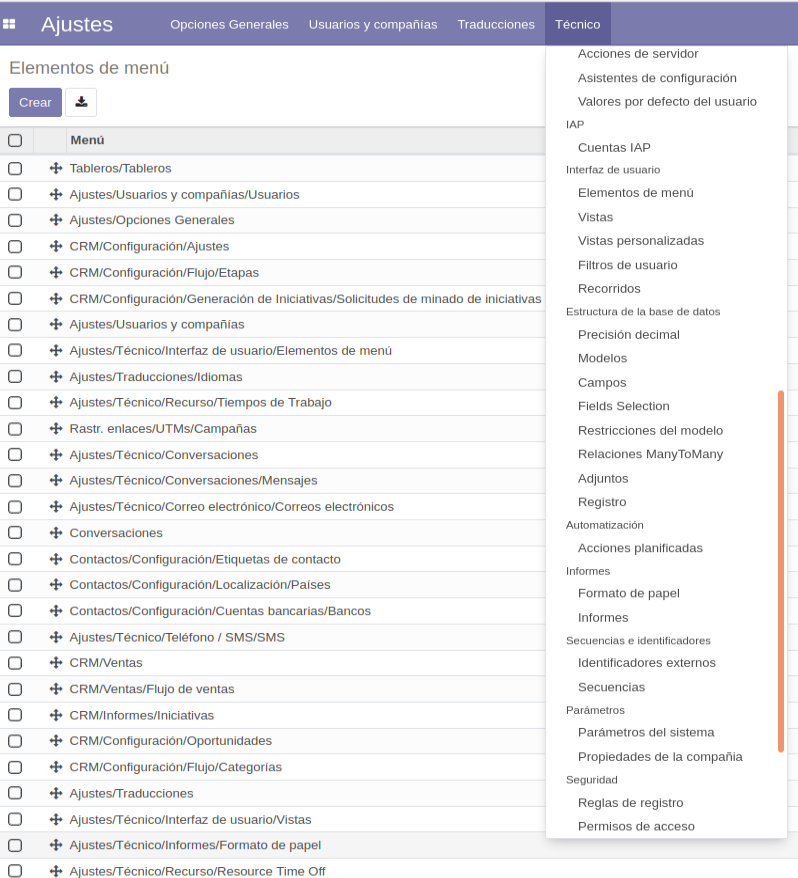 Ajustes
Opciones Generales
Usuarios y compañías
Traducciones
Técnico
Elementos de menú
Crear
Menú
Tableros/Tableros
Ajustes/Usuarios y compañías/Usuarios
Ajustes/Opciones Generales
CRM/Configuración/Ajustes
CRM/Configuración/Flujo/Etapas
CRM/Configuración/Generación de Iniciativas/Solicitudes de minado de iniciativas
Ajustes/Usuarios y compañías
Ajustes/Técnico/Interfaz de usuario/Elementos de menú
Ajustes/Traducciones/Idiomas
Ajustes/Técnico/Recurso/Tiempos de Trabajo
Rastr. enlaces/UTMs/Campañas
Ajustes/Técnico/Conversaciones
Ajustes/Técnico/Conversaciones/Mensajes
Ajustes/Técnico/Correo electrónico/Correos electrónicos
Conversaciones
Contactos/Configuración/Etiquetas de contacto
Contactos/Configuración/Localización/Países
Contactos/Configuración/Cuentas bancarias/Bancos
Ajustes/Técnico/Teléfono / SMS/SMS
CRM/Ventas
CRM/Ventas/Flujo de ventas
CRM/Informes/Iniciativas
CRM/Configuración/Oportunidades
CRM/Configuración/Flujo/Categorías
Ajustes/Traducciones
Ajustes/Técnico/Interfaz de usuario/Vistas
Ajustes/Técnico/Informes/Formato de papel
Ajustes/Técnico/Recurso/Resource Time Off
Acciones de servidor
Asistentes de configuración
Valores por defecto del usuario
IAP
Cuentas IAP
Interfaz de usuario
Elementos de menú
Vistas
Vistas personalizadas
Filtros de usuario
Recorridos
Estructura de la base de datos
Precisión decimal
Modelos
Campos
Fields Selection
Restricciones del modelo
Relaciones ManyToMany
Adjuntos
Registro
Automatización
Acciones planificadas
Informes
Formato de papel
Informes
Secuencias e identificadores
Identificadores externos
Secuencias
Parámetros
Parámetros del sistema
Propiedades de la compañia
Seguridad
Reglas de registro
Permisos de acceso